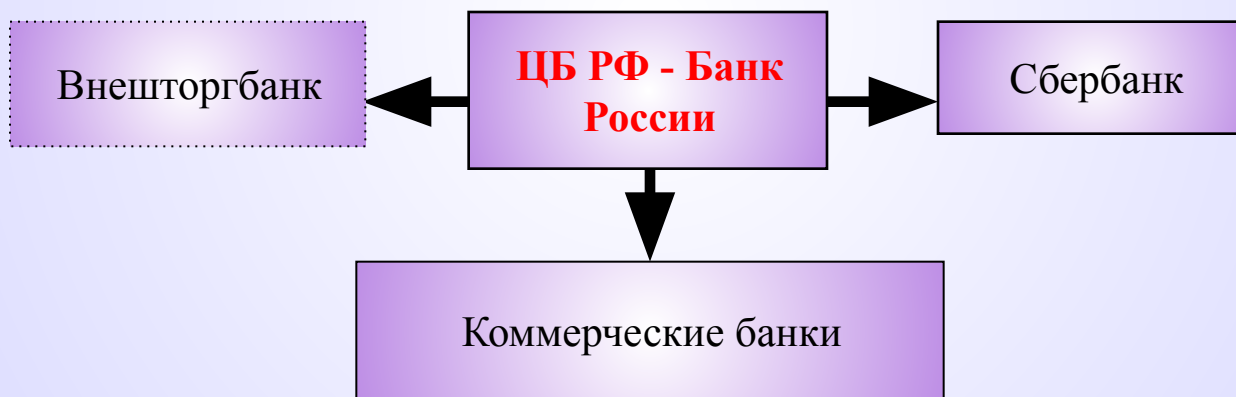 Внешторгбанк
ЦБ РФ - Банк
России
Сбербанк
Коммерческие банки